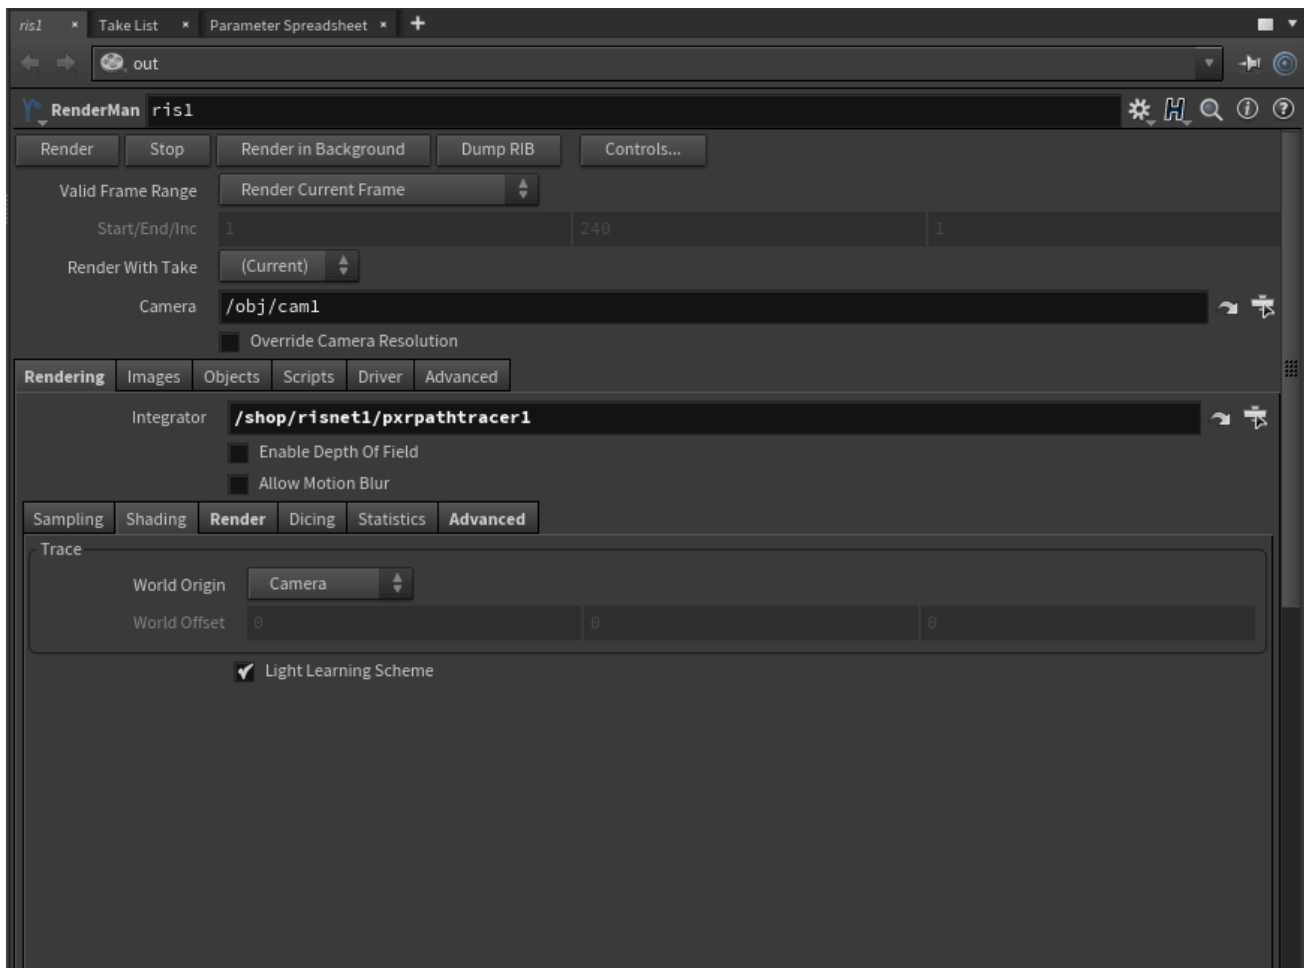 ris1 × Take List × Parameter Spreadsheet × +
out
RenderMan ris1
Render Stop Render in Background Dump RIB Controls...
Valid Frame Range Render Current Frame
Start/End/Inc 1 240 1
Render With Take (Current)
Camera /obj/cam1
Override Camera Resolution
Rendering Images Objects Scripts Driver Advanced
Integrator /shop/risnet1/pxrpathtracer1
Enable Depth Of Field
Allow Motion Blur
Sampling Shading Render Dicing Statistics Advanced
Trace
World Origin Camera
World Offset 0 0 0
Light Learning Scheme